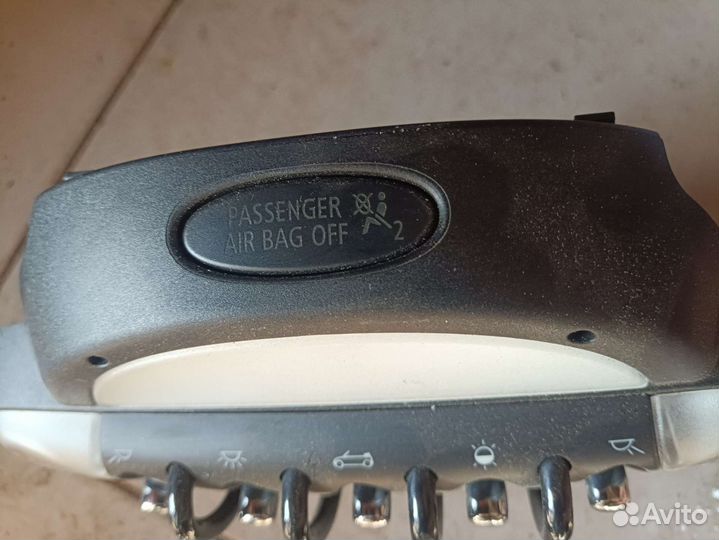 PASSENGER
AIR BAG OFF 2
Avito